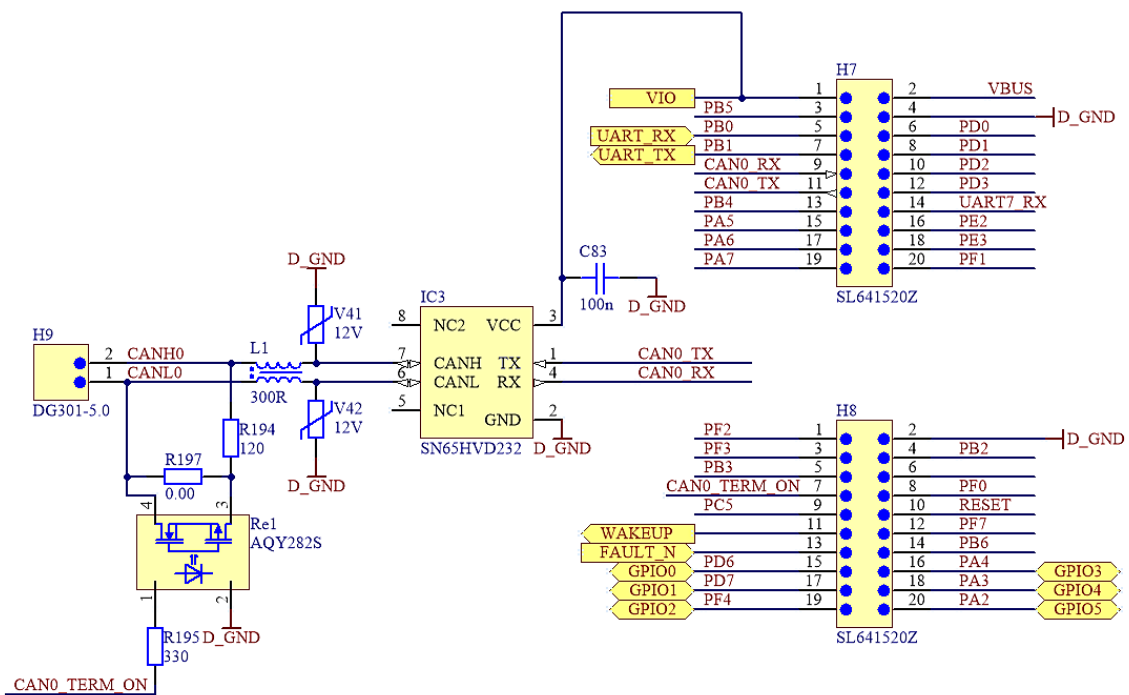 H7
VIO 1 2 VBUS
PB5 3 4 D_GND
UART_RX PB0 5 6 PD0
UART_TX PB1 7 8 PD1
CAN0_RX 9 10 PD2
CAN0_TX 11 12 PD3
PB4 13 14 UART7_RX
PA5 15 16 PE2
PA6 17 18 PE3
PA7 19 20 PF1
SL641520Z
C83
100n
D_GND
D_GND
V41
12V
IC3
8 NC2 VCC 3
7 CANH TX 1 CAN0_TX
6 CANL RX 4 CAN0_RX
5 NC1 GND 2
SN65HVD232
D_GND
H9
2 CANH0
1 CANL0
DG301-5.0
L1
300R
V42
12V
D_GND
R194
120
R197
0.00
4 3
Re1
AQY282S
1 2
D_GND
R195
330
CAN0_TERM_ON
H8
PF2 1 2 D_GND
PF3 3 4 PB2
PB3 5 6
CAN0_TERM_ON 7 8 PF0
PC5 9 10 RESET
WAKEUP 11 12 PF7
FAULT_N 13 14 PB6
GPIO0 PD6 15 16 PA4 GPIO3
GPIO1 PD7 17 18 PA3 GPIO4
GPIO2 PF4 19 20 PA2 GPIO5
SL641520Z